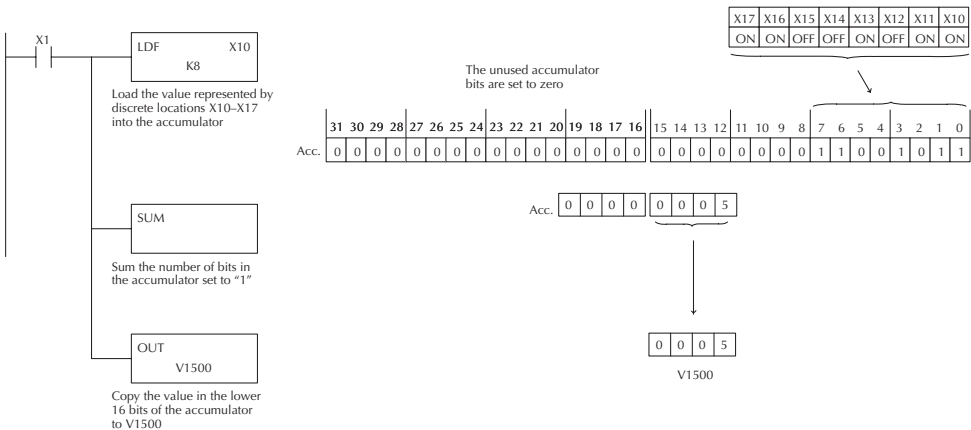 X1
LDF X10
K8
Load the value represented by
discrete locations X10–X17
into the accumulator
X17 X16 X15 X14 X13 X12 X11 X10
ON ON OFF OFF ON OFF ON ON
The unused accumulator
bits are set to zero
31 30 29 28 27 26 25 24 23 22 21 20 19 18 17 16 15 14 13 12 11 10 9 8 7 6 5 4 3 2 1 0
Acc. 0 0 0 0 0 0 0 0 0 0 0 0 0 0 0 0 0 0 0 0 0 0 0 0 1 1 0 0 1 0 1 1
Acc. 0 0 0 0 0 0 0 5
SUM
Sum the number of bits in
the accumulator set to “1”
0 0 0 5
V1500
OUT
V1500
Copy the value in the lower
16 bits of the accumulator
to V1500